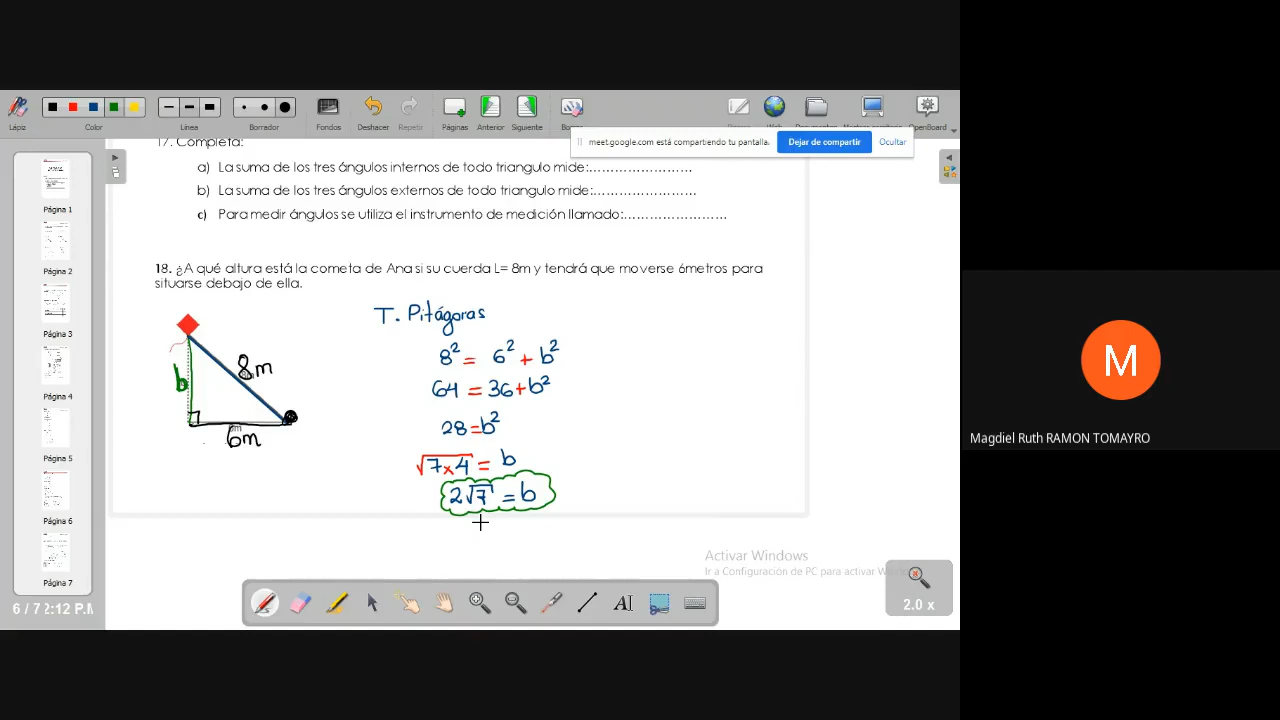 Lápiz Color Línea Borrador Fondos Deshacer Repetir Páginas Anterior Siguiente OpenBoard
meet.google.com está compartiendo tu pantalla. Dejar de compartir Ocultar
17. Completa:
a) La suma de los tres ángulos internos de todo triangulo mide:........................
b) La suma de los tres ángulos externos de todo triangulo mide:........................
c) Para medir ángulos se utiliza el instrumento de medición llamado:........................
18. ¿A qué altura está la cometa de Ana si su cuerda L= 8m y tendrá que moverse 6metros para
situarse debajo de ella.
T. Pitágoras
8² = 6² + b²
64 = 36 + b²
28 = b²
√7x4 = b
2√7 = b
b
8m
6m
Página 1
Página 2
Página 3
Página 4
Página 5
Página 6
Página 7
6 / 7 2:12 P.M
Activar Windows
Ir a Configuración de PC para activar
2.0 x
M
Magdiel Ruth RAMON TOMAYRO